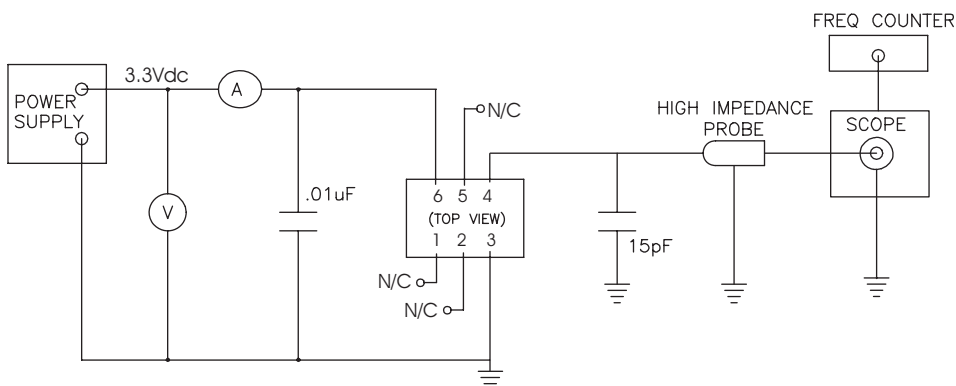 FREQ COUNTER
3.3Vdc
POWER
SUPPLY
A
N/C
HIGH IMPEDANCE
PROBE
SCOPE
V
.01uF
6 5 4
(TOP VIEW)
1 2 3
15pF
N/C
N/C